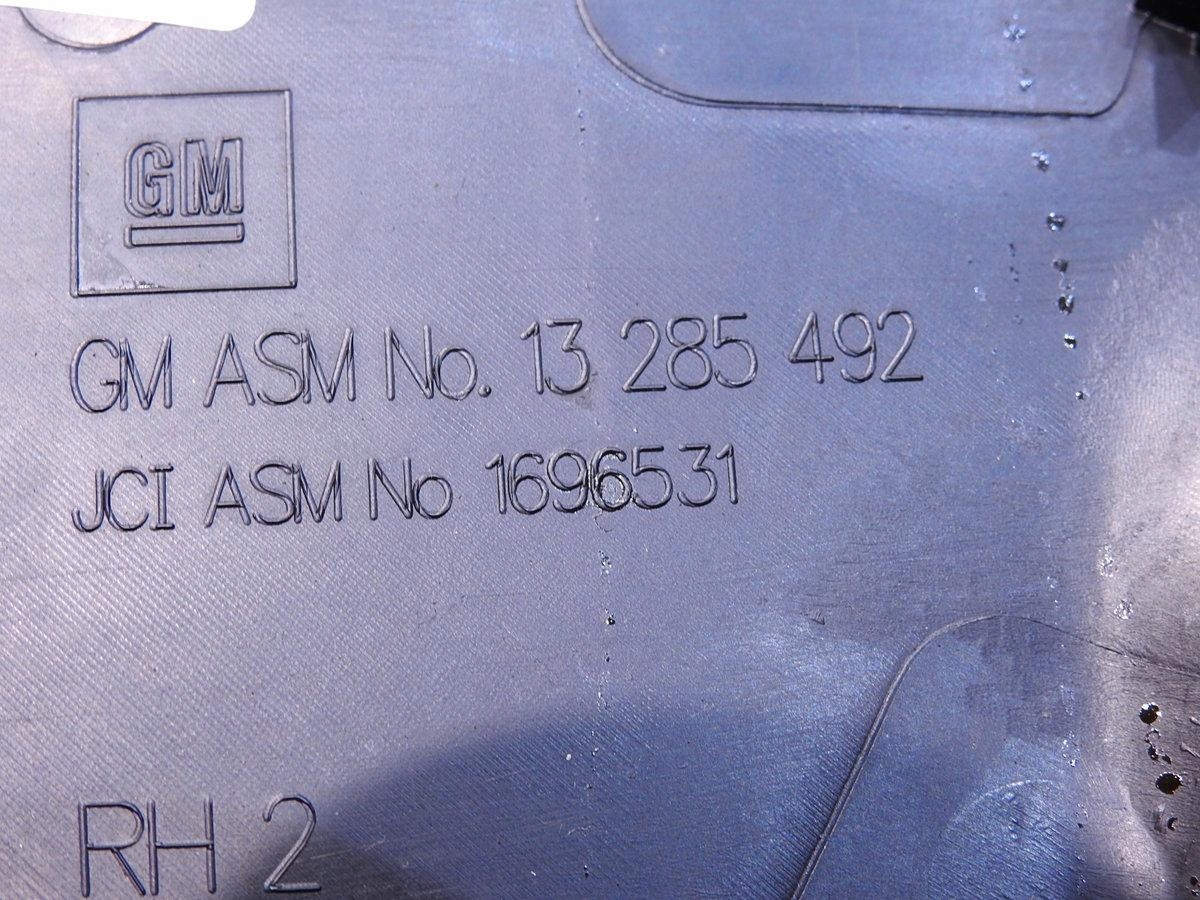 GM
GM ASM No. 13 285 492
JCI ASM No 1696531
RH 2